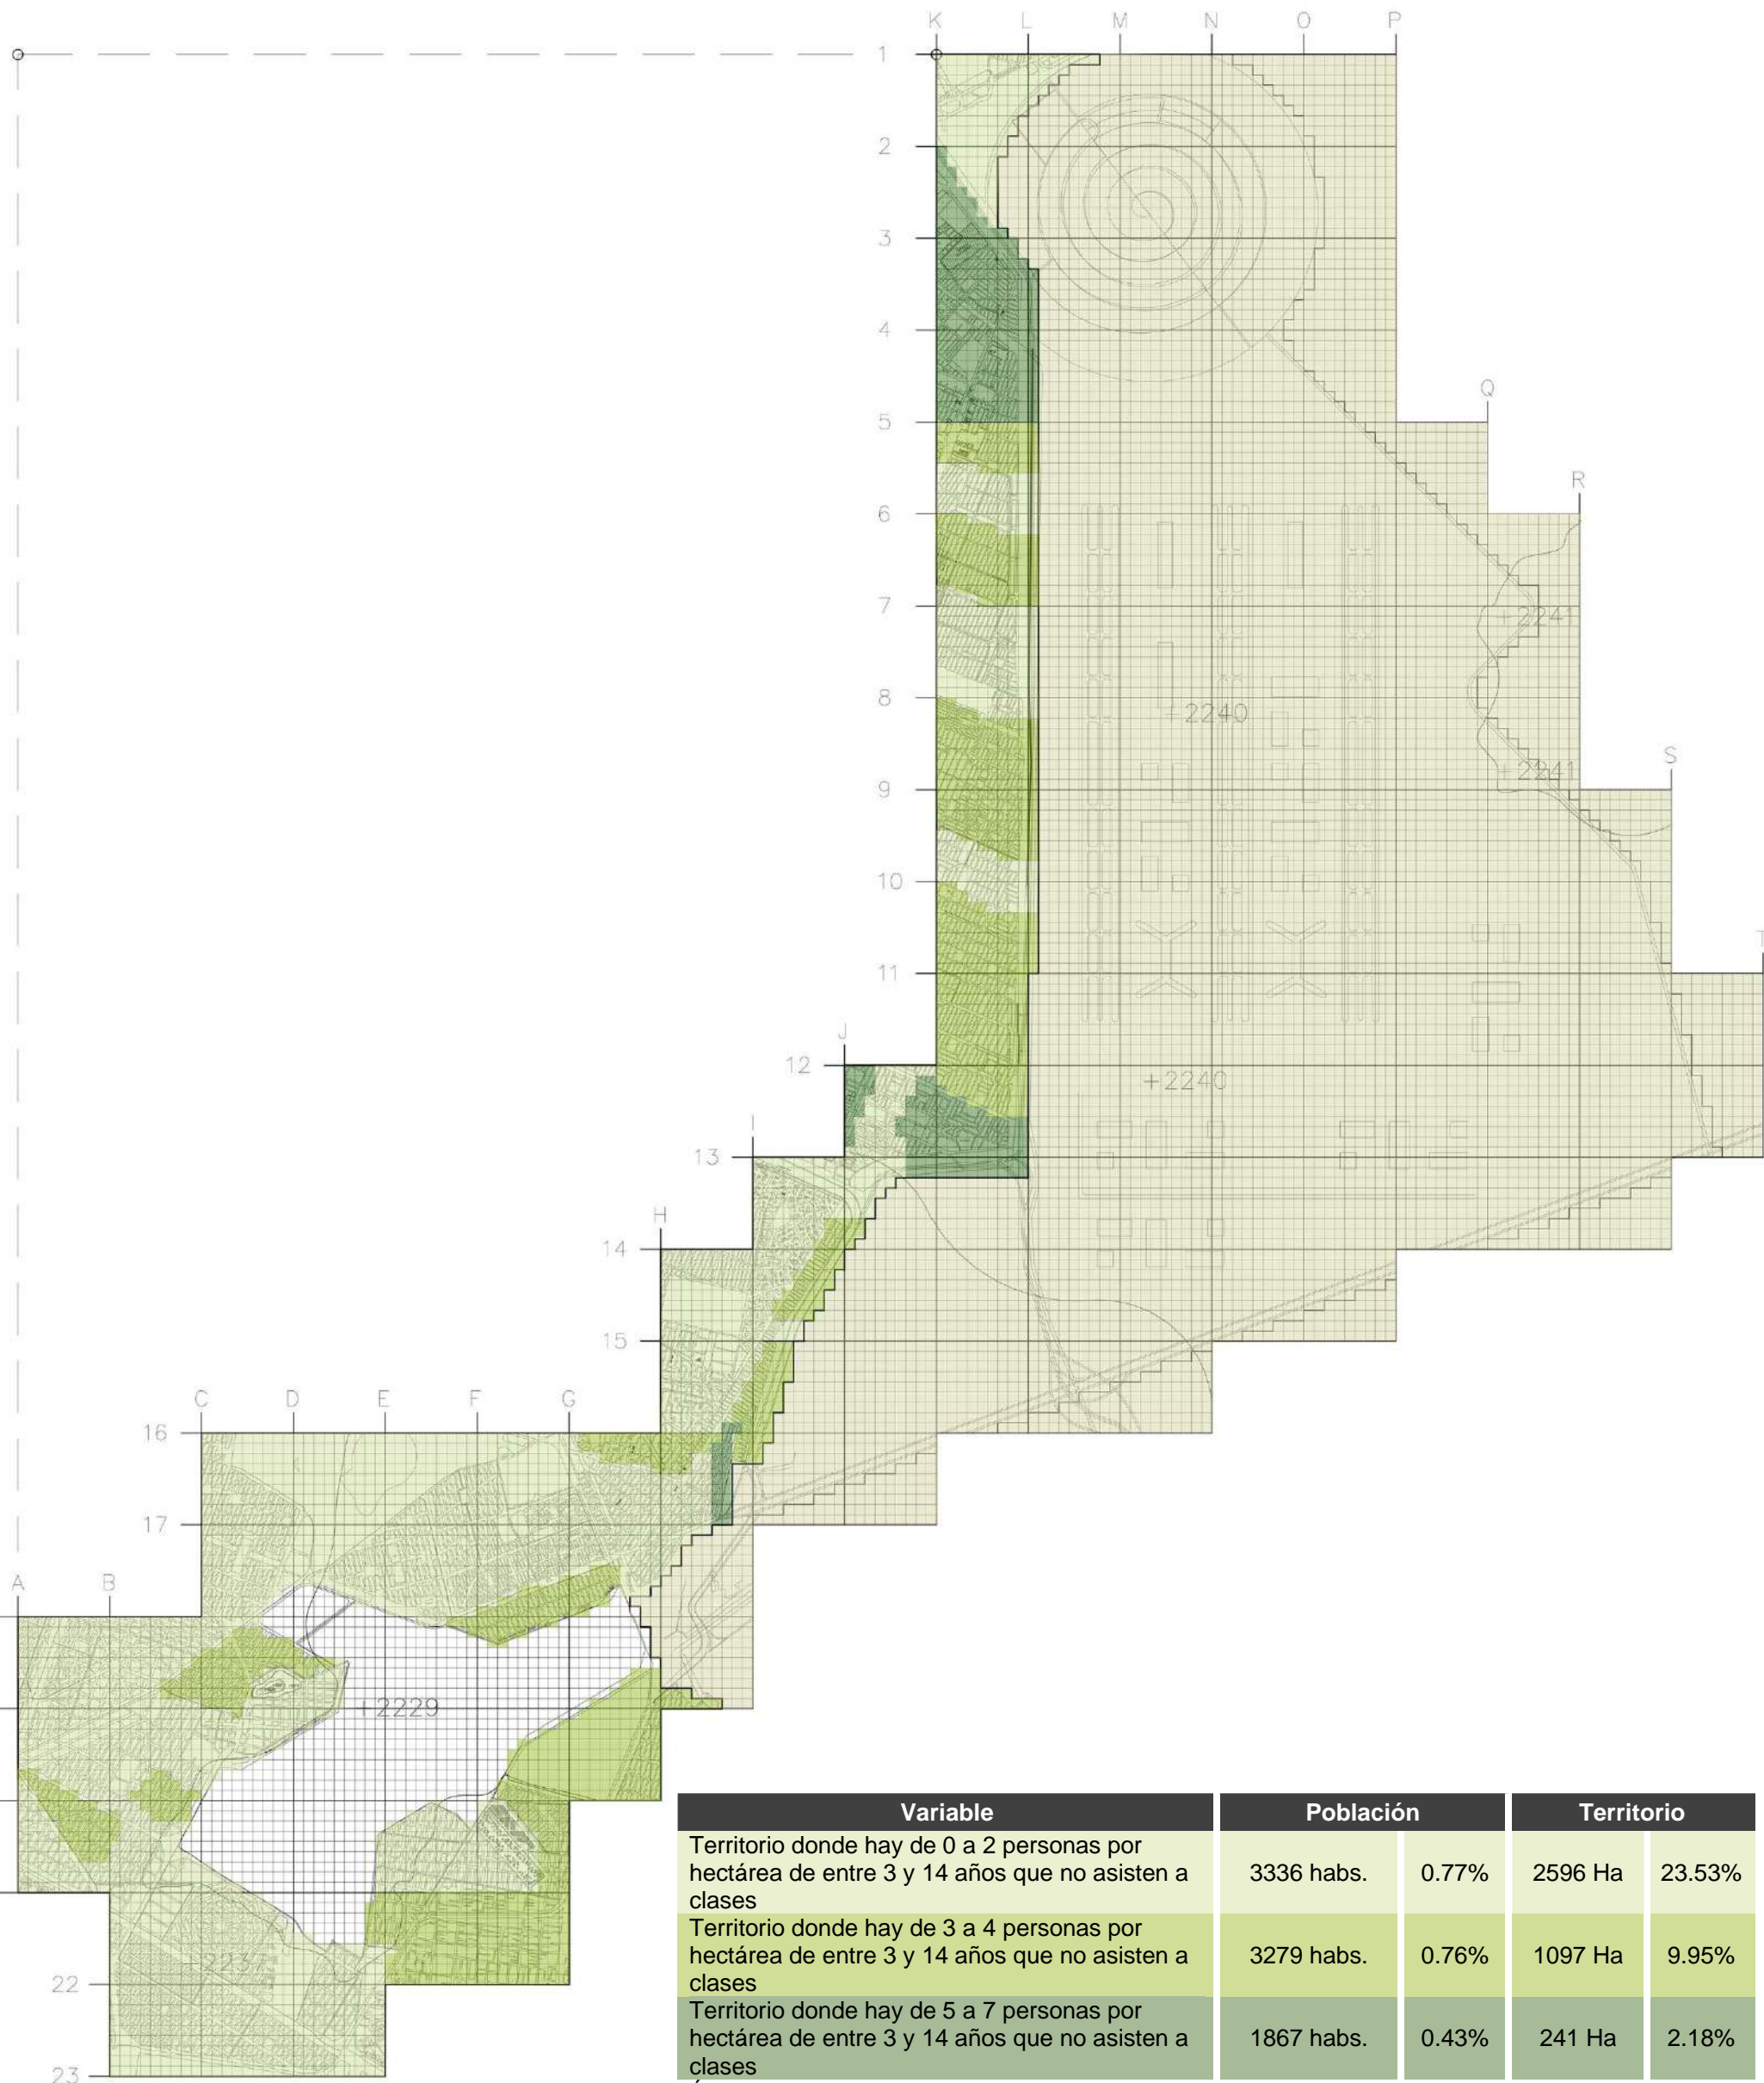 K L M N O P
1
2
3
4
Q
5
R
6
7
+2241
8
+2240
+2241
S
9
10
T
11
J
12
+2240
I
13
H
14
15
C D E F G
16
17
A B
+2229
2237
22
23
Variable Población Territorio
Territorio donde hay de 0 a 2 personas por
hectárea de entre 3 y 14 años que no asisten a
clases
3336 habs. 0.77% 2596 Ha 23.53%
Territorio donde hay de 3 a 4 personas por
hectárea de entre 3 y 14 años que no asisten a
clases
3279 habs. 0.76% 1097 Ha 9.95%
Territorio donde hay de 5 a 7 personas por
hectárea de entre 3 y 14 años que no asisten a
clases
1867 habs. 0.43% 241 Ha 2.18%